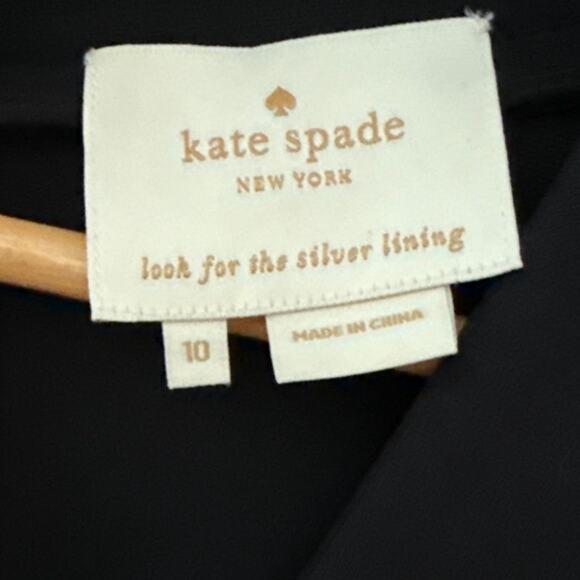 kate spade
NEW YORK
look for the silver lining
10
MADE IN CHINA